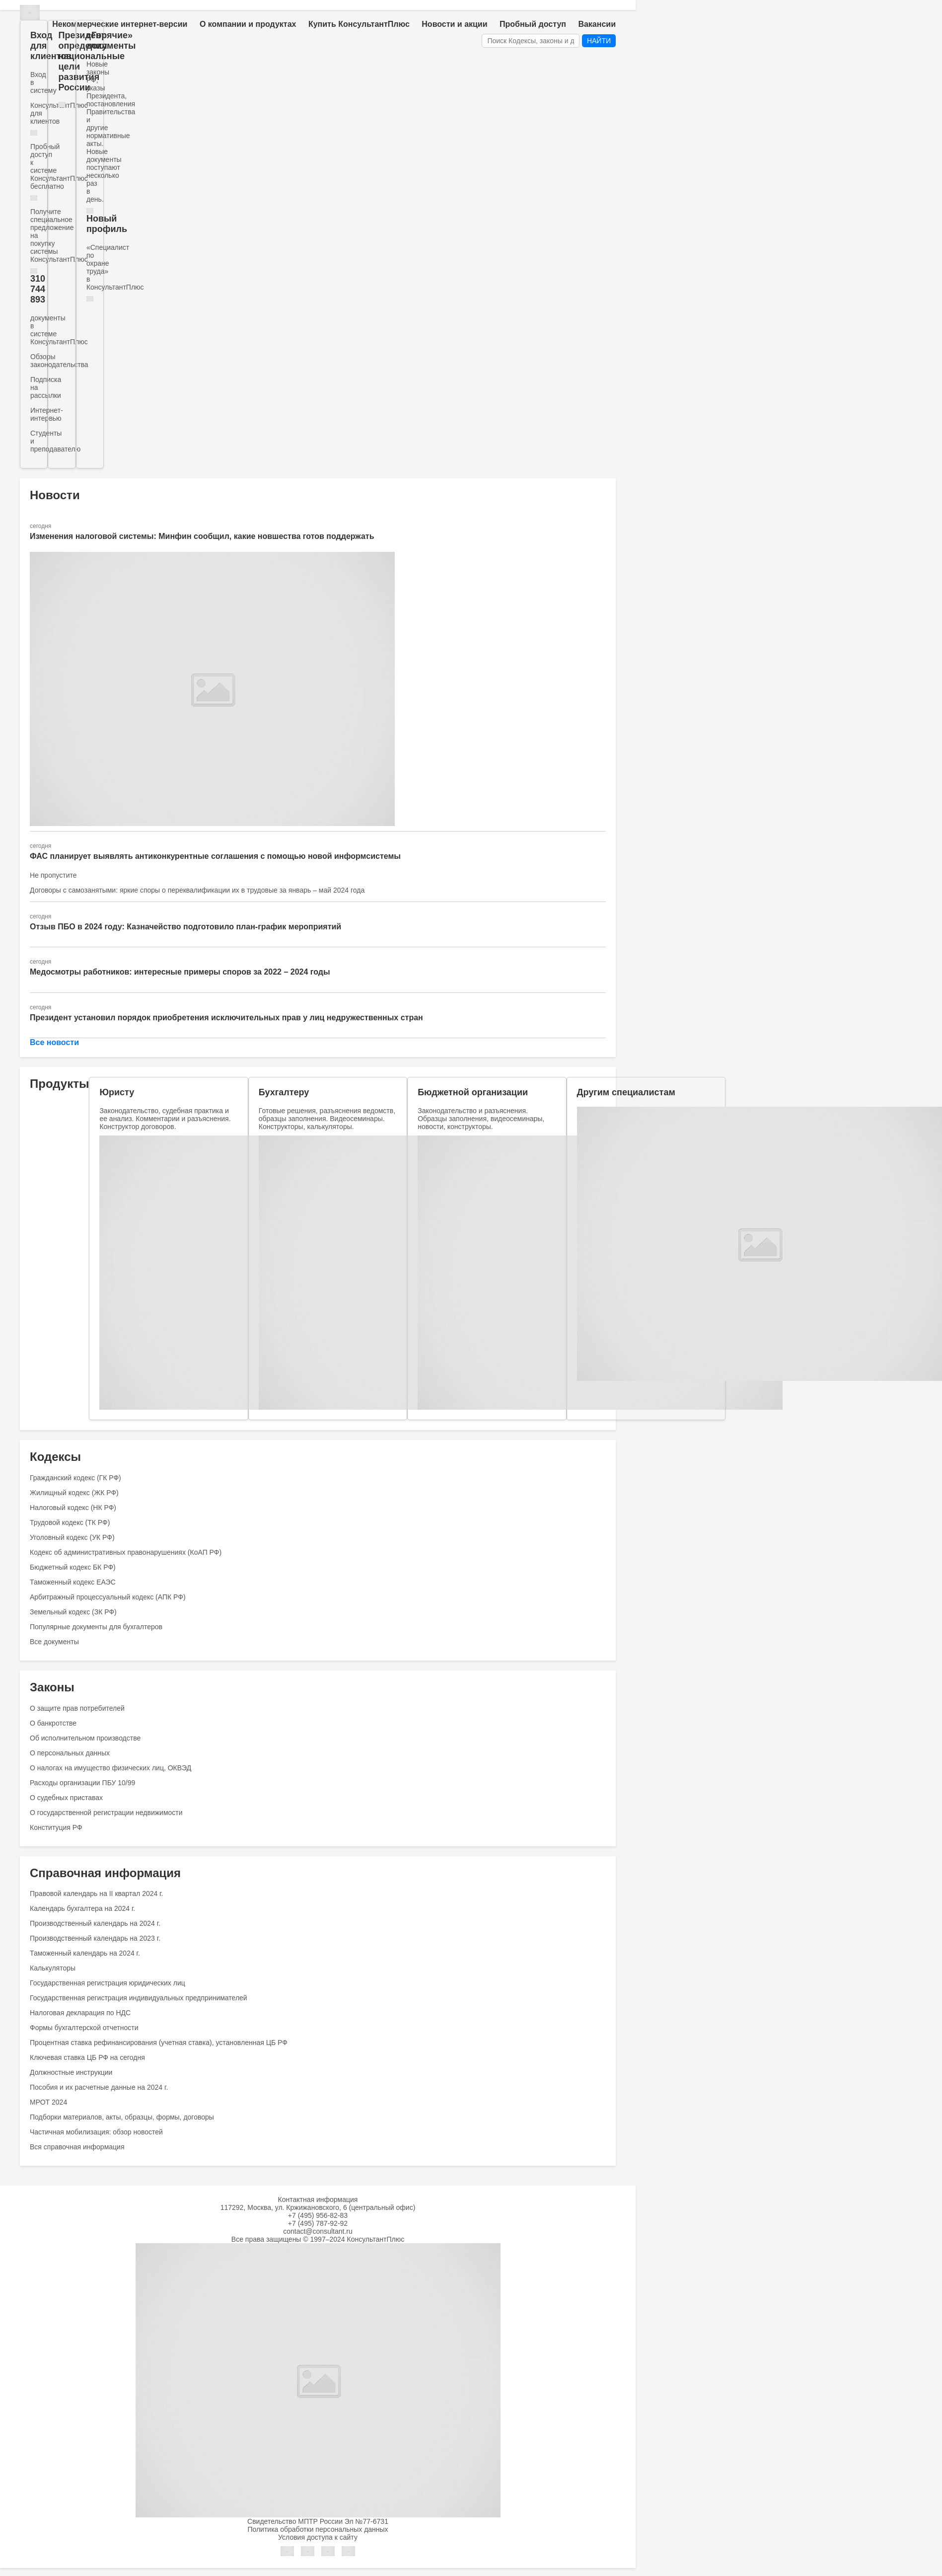 Некоммерческие интернет-версии
О компании и продуктах
Купить КонсультантПлюс
Новости и акции
Пробный доступ
Вакансии
Поиск Кодексы, законы и д
НАЙТИ
Вход
для
клиентов
Вход
в
систему
КонсультантПлюс
для
клиентов
Пробный
доступ
к
системе
КонсультантПлюс
бесплатно
Получите
специальное
предложение
на
покупку
системы
КонсультантПлюс
310
744
893
документы
в
системе
КонсультантПлюс
Обзоры
законодательства
Подписка
на
рассылки
Интернет-
интервью
Студенты
и
преподавателю
Президент
определил
национальные
цели
развития
России
«Горячие»
документы
Новые
законы
указы
Президента,
постановления
Правительства
и
другие
нормативные
акты.
Новые
документы
поступают
несколько
раз
в
день.
Новый
профиль
«Специалист
по
охране
труда»
в
КонсультантПлюс
Новости
сегодня
Изменения налоговой системы: Минфин сообщил, какие новшества готов поддержать
сегодня
ФАС планирует выявлять антиконкурентные соглашения с помощью новой информсистемы
Не пропустите
Договоры с самозанятыми: яркие споры о переквалификации их в трудовые за январь – май 2024 года
сегодня
Отзыв ПБО в 2024 году: Казначейство подготовило план-график мероприятий
сегодня
Медосмотры работников: интересные примеры споров за 2022 – 2024 годы
сегодня
Президент установил порядок приобретения исключительных прав у лиц недружественных стран
Все новости
Продукты
Юристу
Законодательство, судебная практика и
ее анализ. Комментарии и разъяснения.
Конструктор договоров.
Бухгалтеру
Готовые решения, разъяснения ведомств,
образцы заполнения. Видеосеминары.
Конструкторы, калькуляторы.
Бюджетной организации
Законодательство и разъяснения.
Образцы заполнения, видеосеминары,
новости, конструкторы.
Другим специалистам
Кодексы
Гражданский кодекс (ГК РФ)
Жилищный кодекс (ЖК РФ)
Налоговый кодекс (НК РФ)
Трудовой кодекс (ТК РФ)
Уголовный кодекс (УК РФ)
Кодекс об административных правонарушениях (КоАП РФ)
Бюджетный кодекс БК РФ)
Таможенный кодекс ЕАЭС
Арбитражный процессуальный кодекс (АПК РФ)
Земельный кодекс (ЗК РФ)
Популярные документы для бухгалтеров
Все документы
Законы
О защите прав потребителей
О банкротстве
Об исполнительном производстве
О персональных данных
О налогах на имущество физических лиц, ОКВЭД
Расходы организации ПБУ 10/99
О судебных приставах
О государственной регистрации недвижимости
Конституция РФ
Справочная информация
Правовой календарь на II квартал 2024 г.
Календарь бухгалтера на 2024 г.
Производственный календарь на 2024 г.
Производственный календарь на 2023 г.
Таможенный календарь на 2024 г.
Калькуляторы
Государственная регистрация юридических лиц
Государственная регистрация индивидуальных предпринимателей
Налоговая декларация по НДС
Формы бухгалтерской отчетности
Процентная ставка рефинансирования (учетная ставка), установленная ЦБ РФ
Ключевая ставка ЦБ РФ на сегодня
Должностные инструкции
Пособия и их расчетные данные на 2024 г.
МРОТ 2024
Подборки материалов, акты, образцы, формы, договоры
Частичная мобилизация: обзор новостей
Вся справочная информация
Контактная информация
117292, Москва, ул. Кржижановского, 6 (центральный офис)
+7 (495) 956-82-83
+7 (495) 787-92-92
contact@consultant.ru
Все права защищены © 1997–2024 КонсультантПлюс
Свидетельство МПТР России Эл №77-6731
Политика обработки персональных данных
Условия доступа к сайту